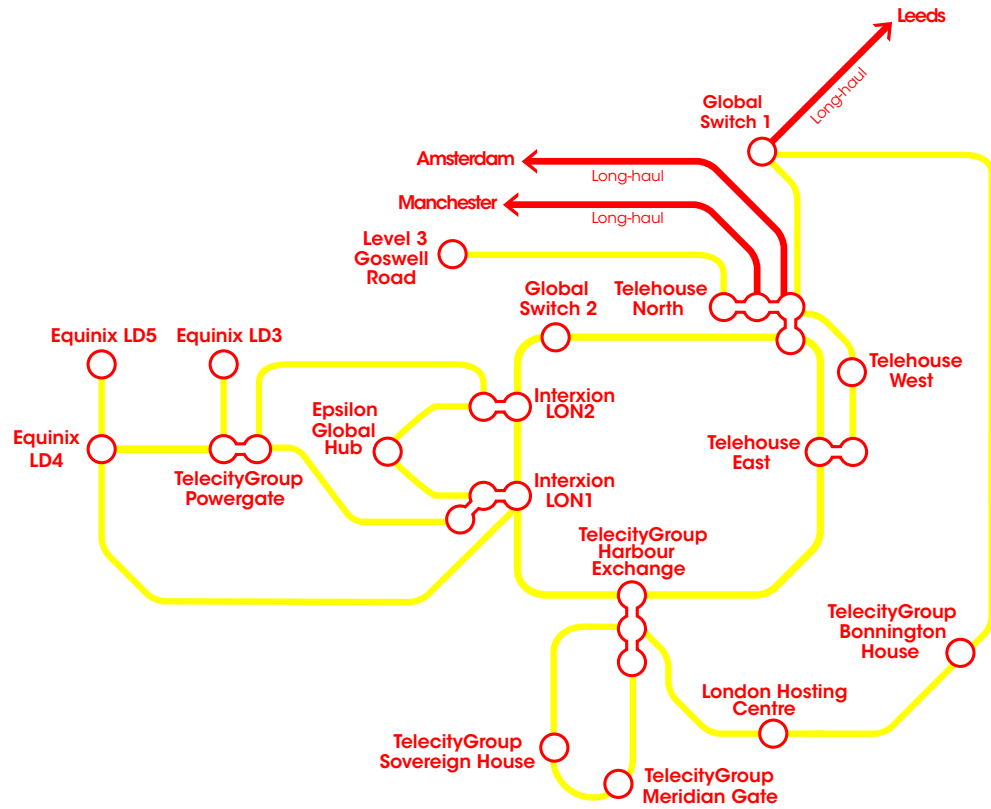 Leeds
Long-haul
Global
Switch 1
Amsterdam
Long-haul
Manchester
Long-haul
Level 3
Goswell
Road
Global
Switch 2
Telehouse
North
Equinix LD5
Equinix LD3
Telehouse
West
Interxion
LON2
Epsilon
Global
Hub
Equinix
LD4
Telehouse
East
TelecityGroup
Powergate
Interxion
LON1
TelecityGroup
Harbour
Exchange
TelecityGroup
Bonnington
House
London Hosting
Centre
TelecityGroup
Sovereign House
TelecityGroup
Meridian Gate